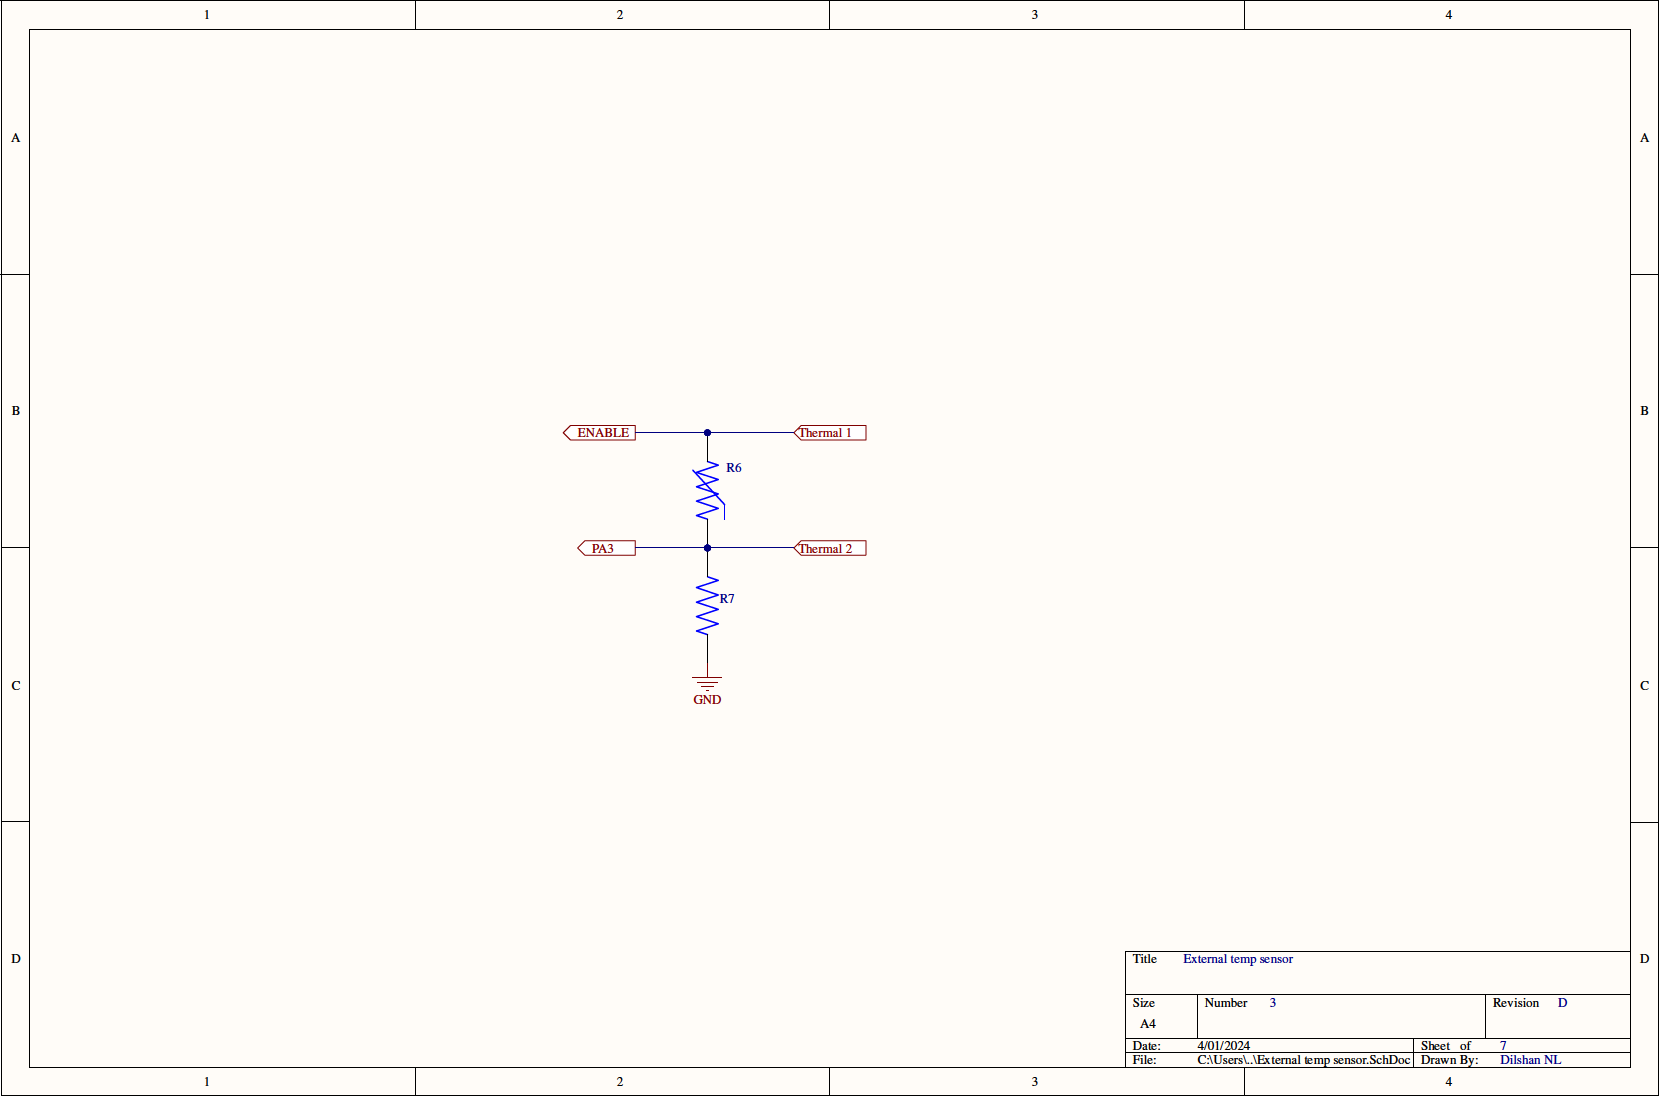 1 2 3 4
A A
B B
ENABLE Thermal 1
R6
PA3 Thermal 2
R7
C C
GND
D D
Title External temp sensor
Size Number 3 Revision D
A4
Date: 4/01/2024 Sheet of 7
File: C:\Users\..\External temp sensor.SchDoc Drawn By: Dilshan NL
1 2 3 4